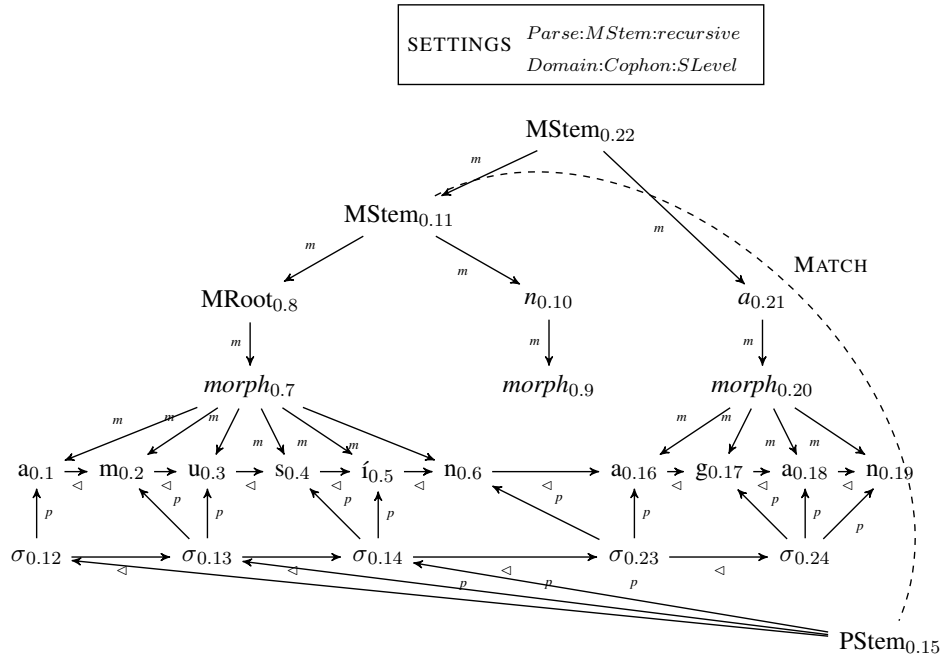 SETTINGS Parse:MStem:recursive
Domain:Cophon:SLevel
MStem0.22
m
MStem0.11
m m m
MATCH
MRoot0.8 n0.10 a0.21
m m m
morph0.7 morph0.9 morph0.20
m m m m m m m m
a0.1 m0.2 u0.3 s0.4 í0.5 n0.6 a0.16 g0.17 a0.18 n0.19
◁ ◁ ◁ ◁ ◁ ◁ ◁ ◁ ◁
p p p p p p p p
σ0.12 σ0.13 σ0.14 σ0.23 σ0.24
◁ ◁ p ◁ p p ◁
PStem0.15